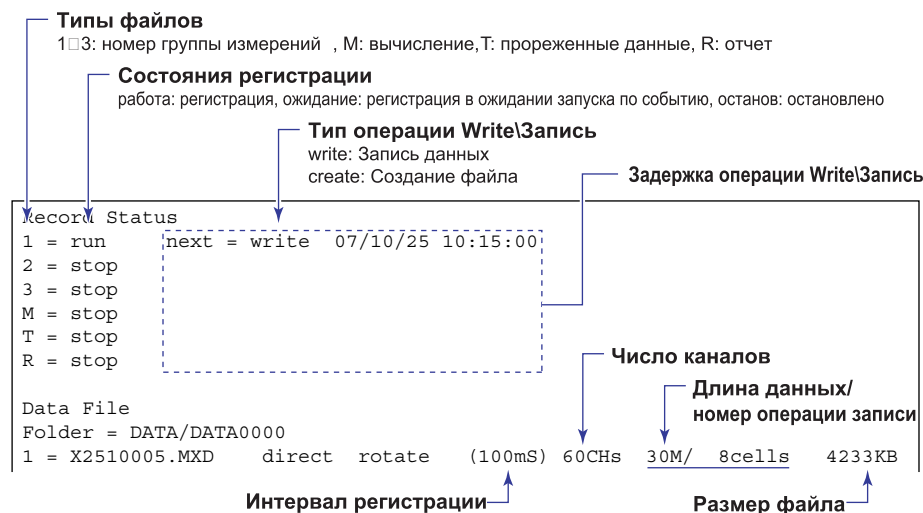 Типы файлов
1□3: номер группы измерений , M: вычисление,T: прореженные данные, R: отчет
Состояния регистрации
работа: регистрация, ожидание: регистрация в ожидании запуска по событию, останов: остановлено
Тип операции Write\Запись
write: Запись данных
create: Создание файла
Задержка операции Write\Запись
Record Status
1 = run next = write 07/10/25 10:15:00
2 = stop
3 = stop
M = stop
T = stop
R = stop
Число каналов
Длина данных/
номер операции записи
Data File
Folder = DATA/DATA0000
1 = X2510005.MXD direct rotate (100mS) 60CHs 30M/ 8cells 4233KB
Интервал регистрации
Размер файла